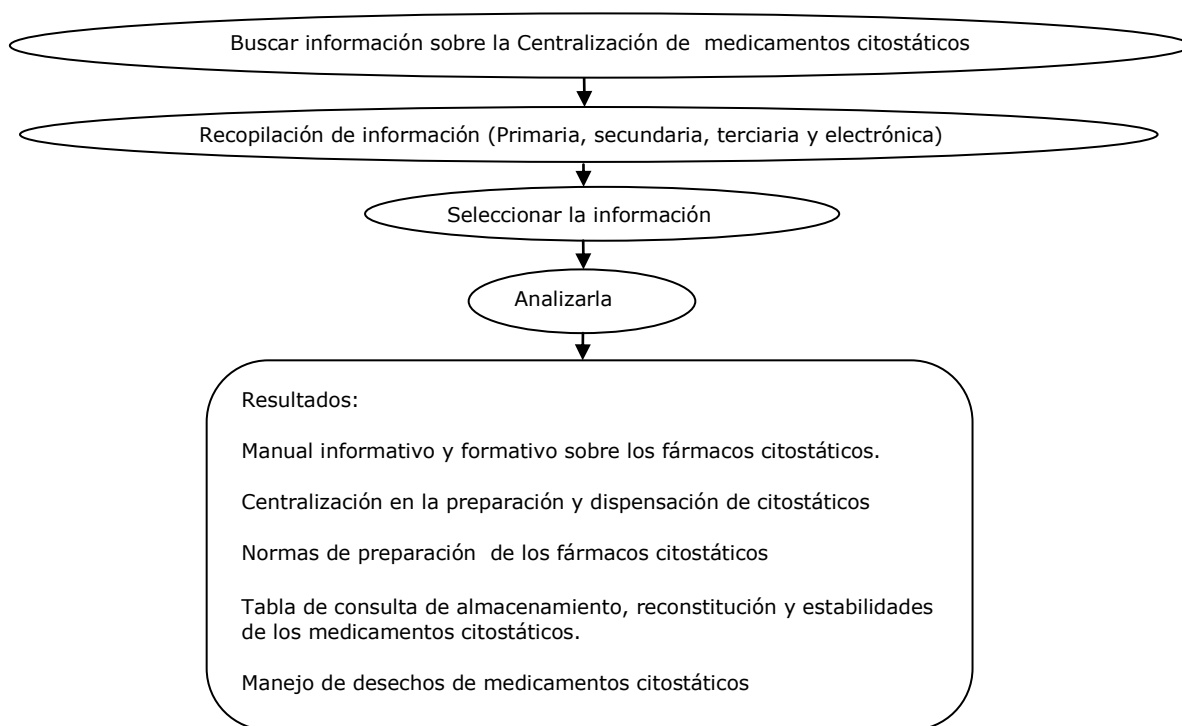 Buscar información sobre la Centralización de  medicamentos citostáticos
Recopilación de información (Primaria, secundaria, terciaria y electrónica)
Seleccionar la información
Analizarla
Resultados:
Manual informativo y formativo sobre los fármacos citostáticos.
Centralización en la preparación y dispensación de citostáticos
Normas de preparación  de los fármacos citostáticos
Tabla de consulta de almacenamiento, reconstitución y estabilidades
de los medicamentos citostáticos.
Manejo de desechos de medicamentos citostáticos